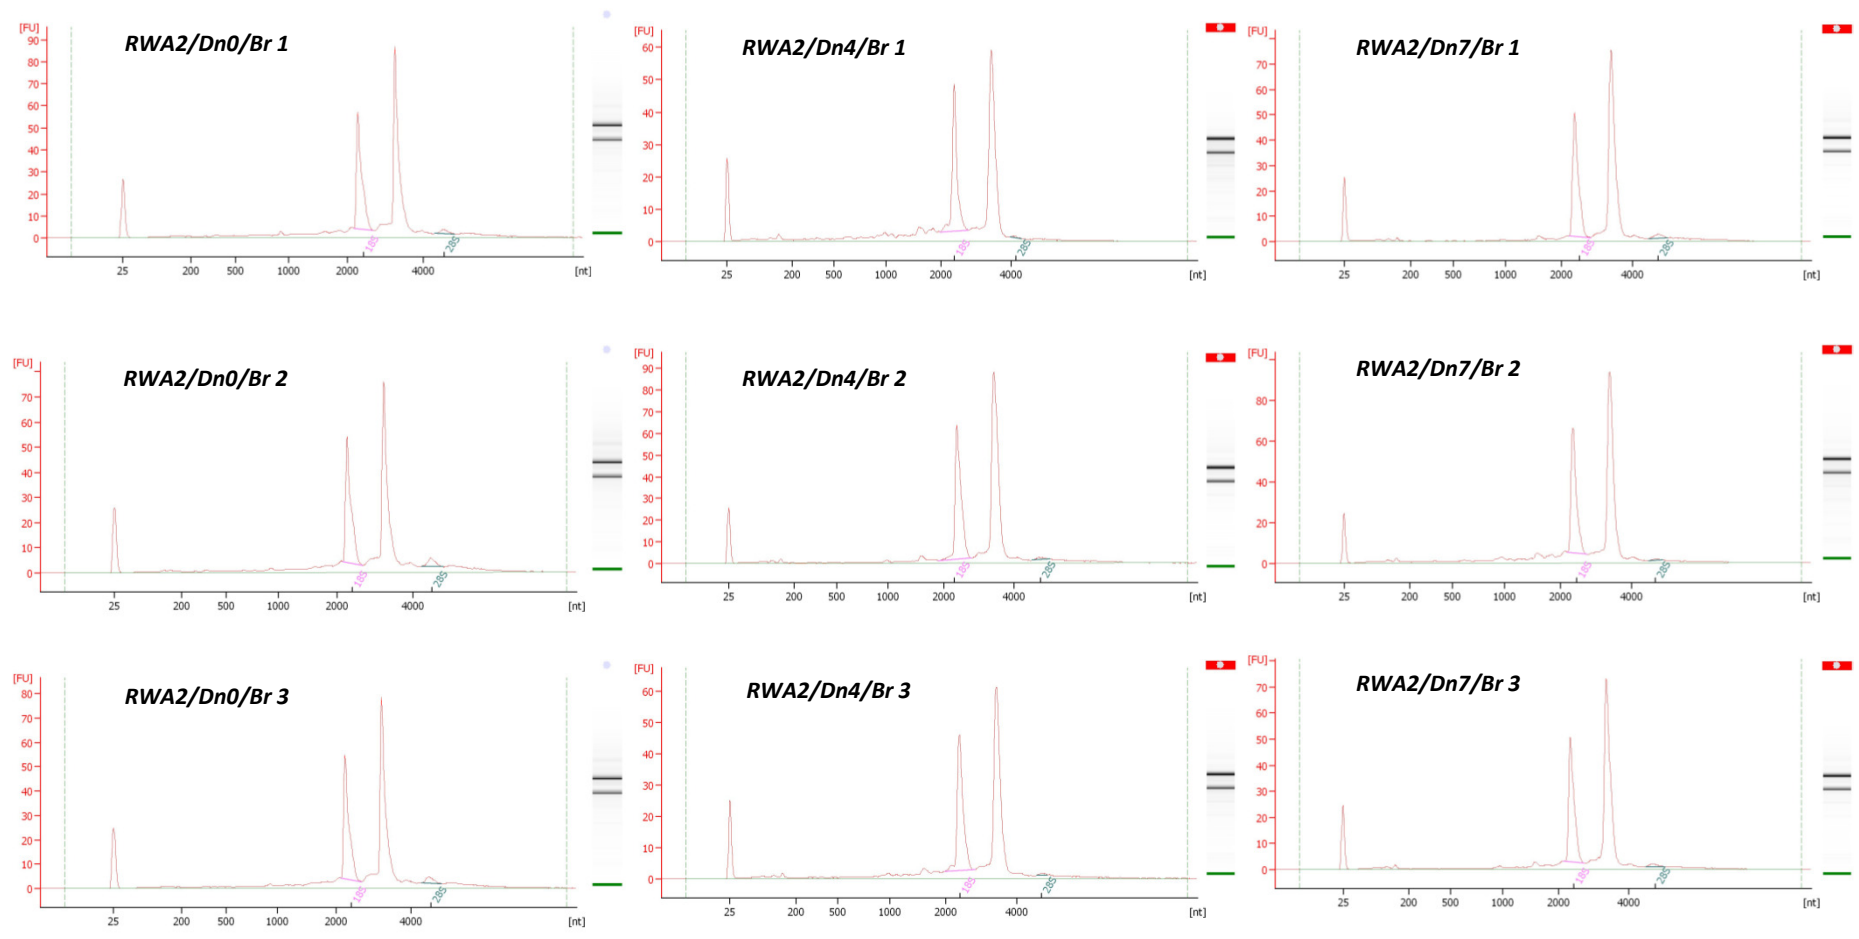 RWA2/Dn0/Br 1
[FU]
90
80
70
60
50
40
30
20
10
0
18S
28S
25 200 500 1000 2000 4000 [nt]
RWA2/Dn4/Br 1
[FU]
60
50
40
30
20
10
0
18S
28S
25 200 500 1000 2000 4000 [nt]
RWA2/Dn7/Br 1
[FU]
70
60
50
40
30
20
10
0
18S
28S
25 200 500 1000 2000 4000 [nt]
RWA2/Dn0/Br 2
[FU]
70
60
50
40
30
20
10
0
18S
28S
25 200 500 1000 2000 4000 [nt]
RWA2/Dn4/Br 2
[FU]
90
80
70
60
50
40
30
20
10
0
18S
28S
25 200 500 1000 2000 4000 [nt]
RWA2/Dn7/Br 2
[FU]
80
60
40
20
0
18S
28S
25 200 500 1000 2000 4000 [nt]
RWA2/Dn0/Br 3
[FU]
80
70
60
50
40
30
20
10
0
18S
28S
25 200 500 1000 2000 4000 [nt]
RWA2/Dn4/Br 3
[FU]
60
50
40
30
20
10
0
18S
28S
25 200 500 1000 2000 4000 [nt]
RWA2/Dn7/Br 3
[FU]
70
60
50
40
30
20
10
0
18S
28S
25 200 500 1000 2000 4000 [nt]